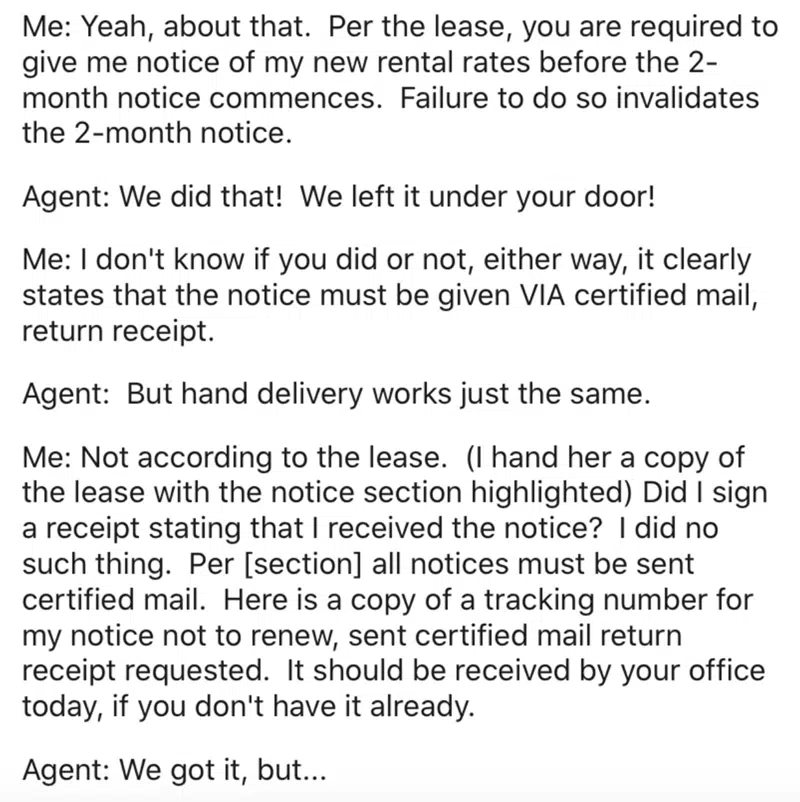 Me: Yeah, about that.  Per the lease, you are required to
give me notice of my new rental rates before the 2-
month notice commences.  Failure to do so invalidates
the 2-month notice.
Agent: We did that!  We left it under your door!
Me: I don't know if you did or not, either way, it clearly
states that the notice must be given VIA certified mail,
return receipt.
Agent:  But hand delivery works just the same.
Me: Not according to the lease.  (I hand her a copy of
the lease with the notice section highlighted) Did I sign
a receipt stating that I received the notice?  I did no
such thing.  Per [section] all notices must be sent
certified mail.  Here is a copy of a tracking number for
my notice not to renew, sent certified mail return
receipt requested.  It should be received by your office
today, if you don't have it already.
Agent: We got it, but...